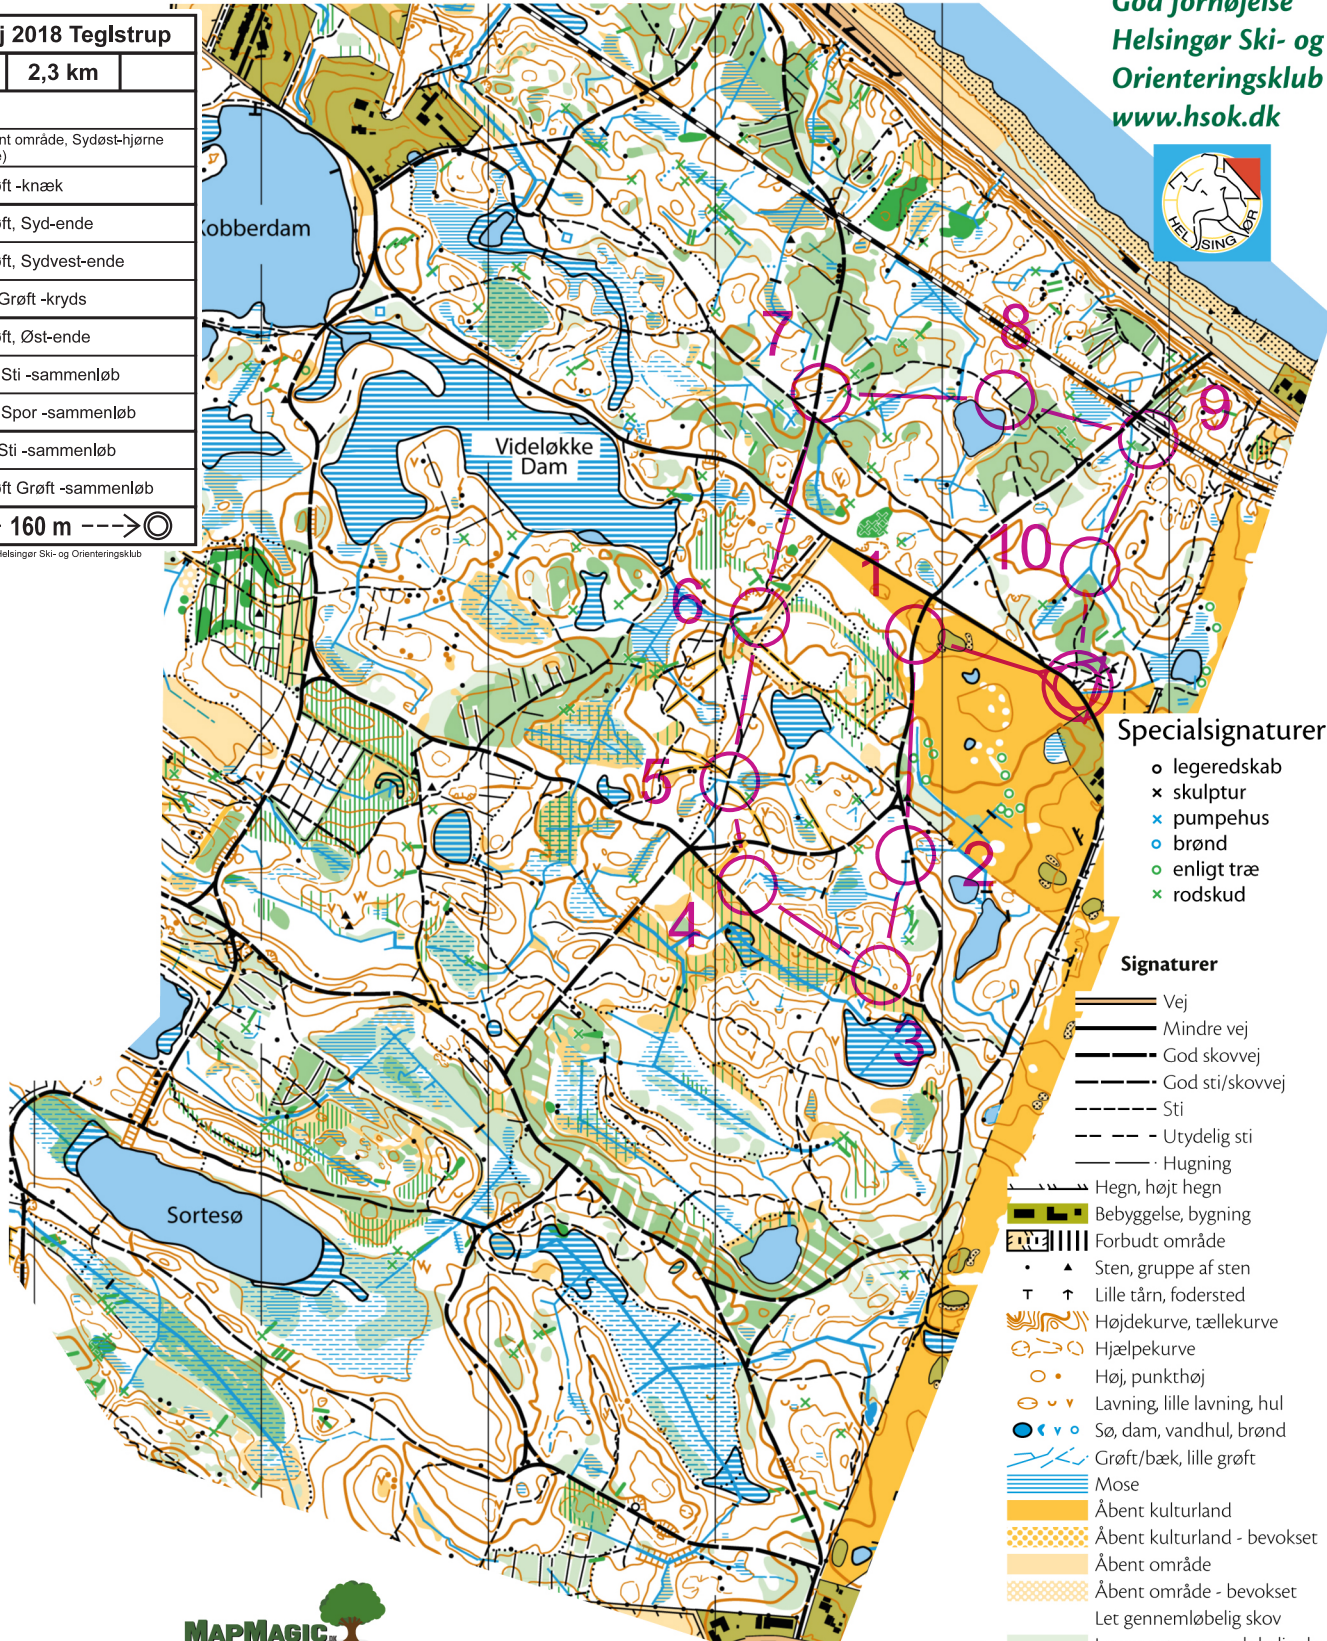 j 2018 Teglstrup
2,3 km
nt område, Sydøst-hjørne
ft -knæk
ft, Syd-ende
ft, Sydvest-ende
Grøft -kryds
ft, Øst-ende
Sti -sammenløb
Spor -sammenløb
Sti -sammenløb
ft Grøft -sammenløb
160 m
Helsingør Ski- og Orienteringsklub
God fornøjelse
Helsingør Ski- og
Orienteringsklub
www.hsok.dk
HELSINGØR
Kobberdam
Videløkke
Dam
Sortesø
7
8
9
10
1
6
5
2
4
3
Specialsignaturer
legeredskab
skulptur
pumpehus
brønd
enligt træ
rodskud
Signaturer
Vej
Mindre vej
God skovvej
God sti/skovvej
Sti
Utydelig sti
Hugning
Hegn, højt hegn
Bebyggelse, bygning
Forbudt område
Sten, gruppe af sten
Lille tårn, fodersted
Højdekurve, tællekurve
Hjælpekurve
Høj, punkthøj
Lavning, lille lavning, hul
Sø, dam, vandhul, brønd
Grøft/bæk, lille grøft
Mose
Åbent kulturland
Åbent kulturland - bevokset
Åbent område
Åbent område - bevokset
Let gennemløbelig skov
MAPMAGIC